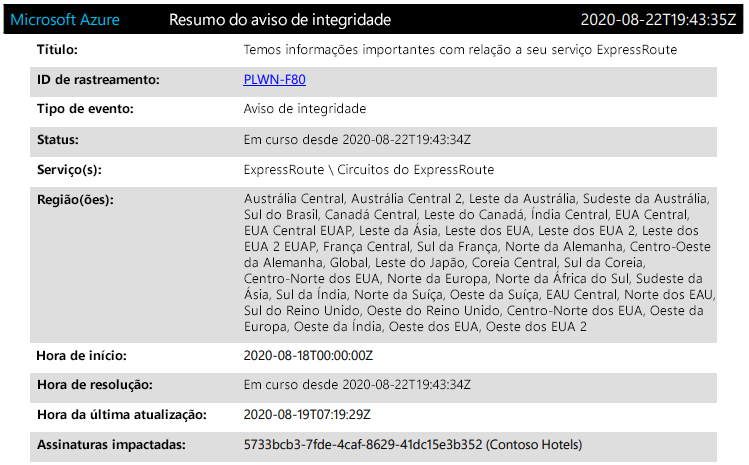 Microsoft Azure Resumo do aviso de integridade 2020-08-22T19:43:35Z
Título: Temos informações importantes com relação a seu serviço ExpressRoute
ID de rastreamento: PLWN-F80
Tipo de evento: Aviso de integridade
Status: Em curso desde 2020-08-22T19:43:34Z
Serviço(s): ExpressRoute \ Circuitos do ExpressRoute
Região(ões): Austrália Central, Austrália Central 2, Leste da Austrália, Sudeste da Austrália,
Sul do Brasil, Canadá Central, Leste do Canadá, Índia Central, EUA Central,
EUA Central EUAP, Leste da Ásia, Leste dos EUA, Leste dos EUA 2, Leste dos
EUA 2 EUAP, França Central, Sul da França, Norte da Alemanha, Centro-Oeste
da Alemanha, Global, Leste do Japão, Coreia Central, Sul da Coreia,
Centro-Norte dos EUA, Norte da Europa, Norte da África do Sul, Sudeste da
Ásia, Sul da Índia, Norte da Suíça, Oeste da Suíça, EAU Central, Norte dos EAU,
Sul do Reino Unido, Oeste do Reino Unido, Centro-Norte dos EUA, Oeste da
Europa, Oeste da Índia, Oeste dos EUA, Oeste dos EUA 2
Hora de início: 2020-08-18T00:00:00Z
Hora de resolução: Em curso desde 2020-08-22T19:43:34Z
Hora da última atualização: 2020-08-19T07:19:29Z
Assinaturas impactadas: 5733bcb3-7fde-4caf-8629-41dc15e3b352 (Contoso Hotels)